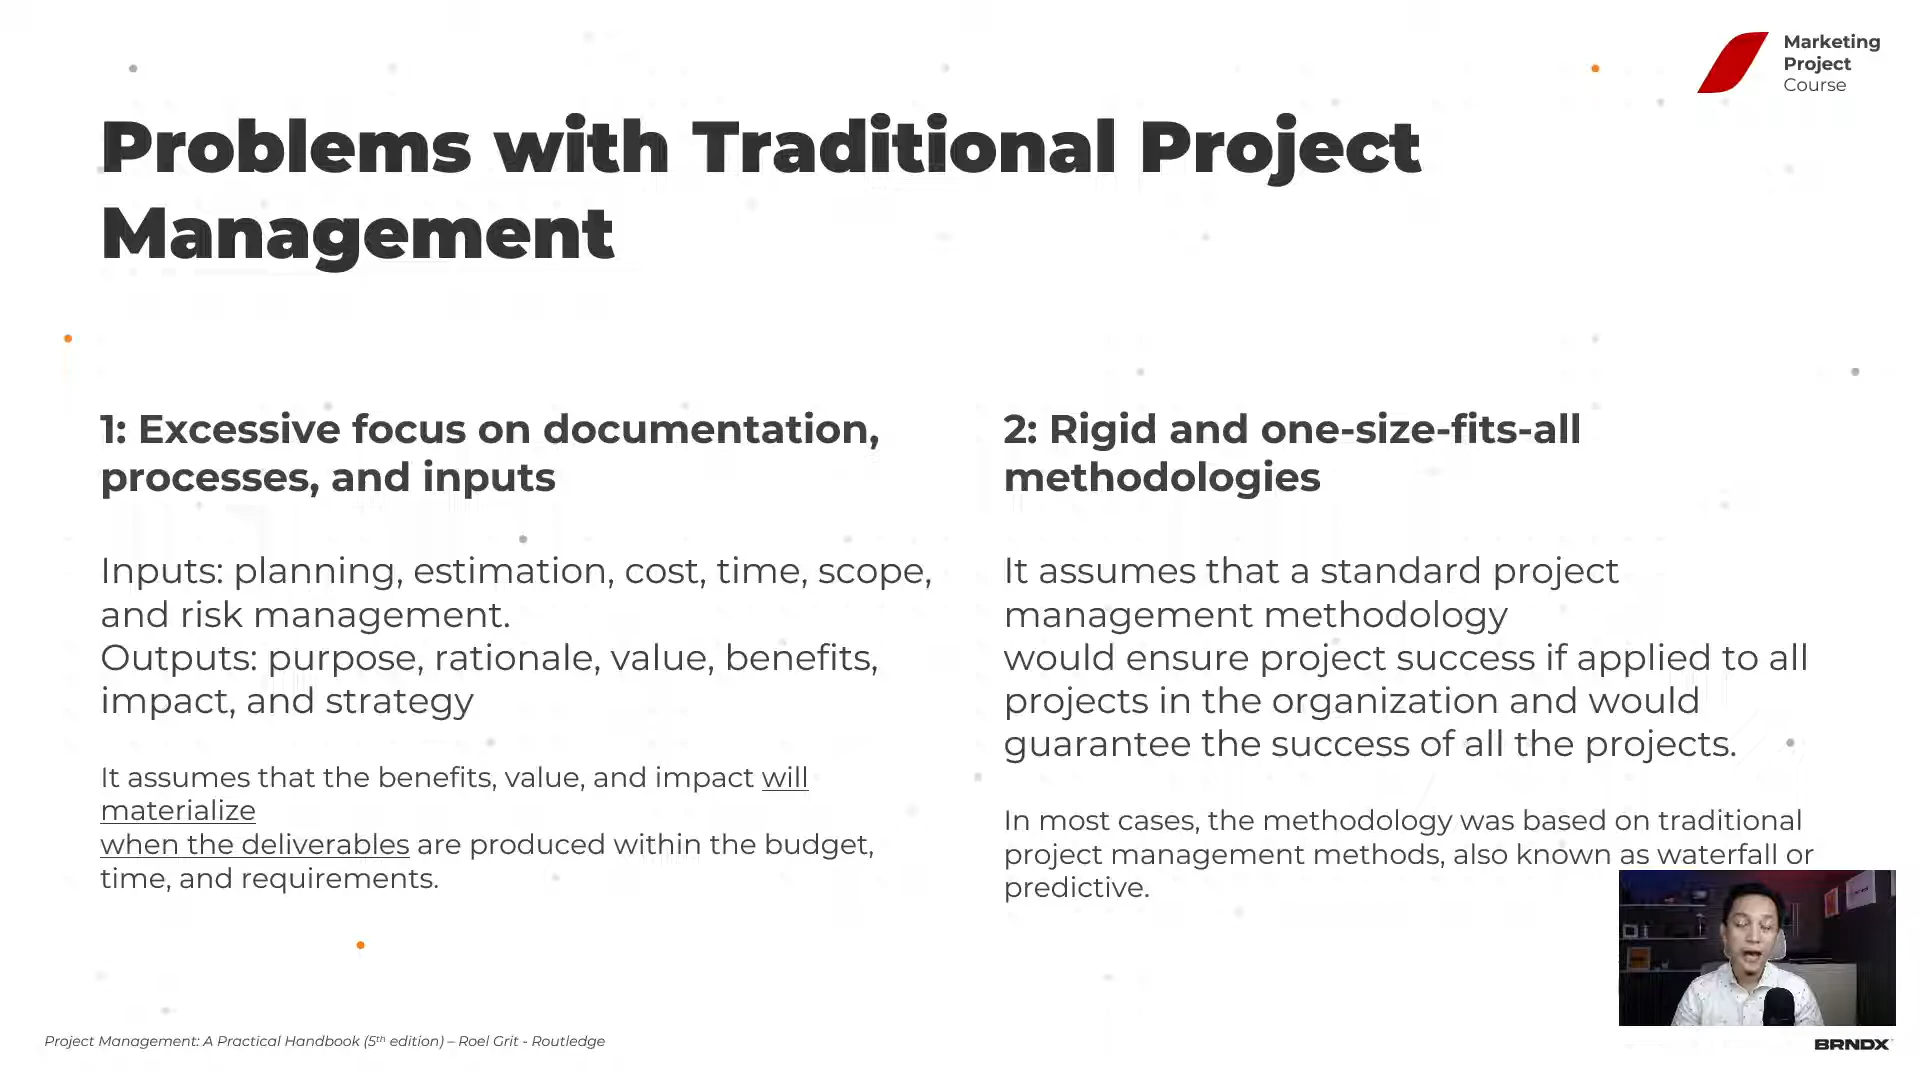 Marketing
Project
Course
Problems with Traditional Project
Management
1: Excessive focus on documentation,
processes, and inputs
Inputs: planning, estimation, cost, time, scope,
and risk management.
Outputs: purpose, rationale, value, benefits,
impact, and strategy
It assumes that the benefits, value, and impact will
materialize
when the deliverables are produced within the budget,
time, and requirements.
2: Rigid and one-size-fits-all
methodologies
It assumes that a standard project
management methodology
would ensure project success if applied to all
projects in the organization and would
guarantee the success of all the projects.
In most cases, the methodology was based on traditional
project management methods, also known as waterfall or
predictive.
Project Management: A Practical Handbook (5th edition) – Roel Grit - Routledge
BRNDX